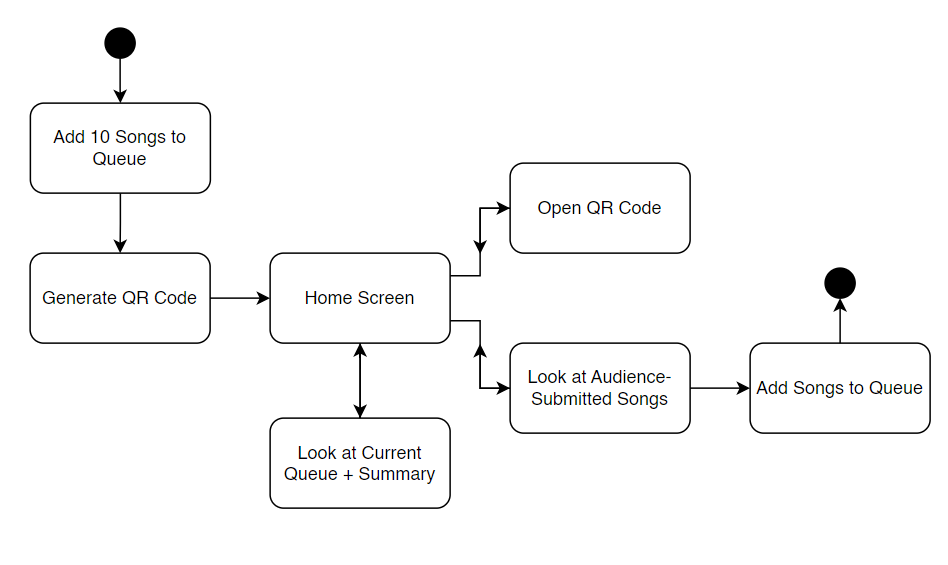 Add 10 Songs to
Queue
Generate QR Code
Home Screen
Open QR Code
Look at Current
Queue + Summary
Look at Audience-
Submitted Songs
Add Songs to Queue